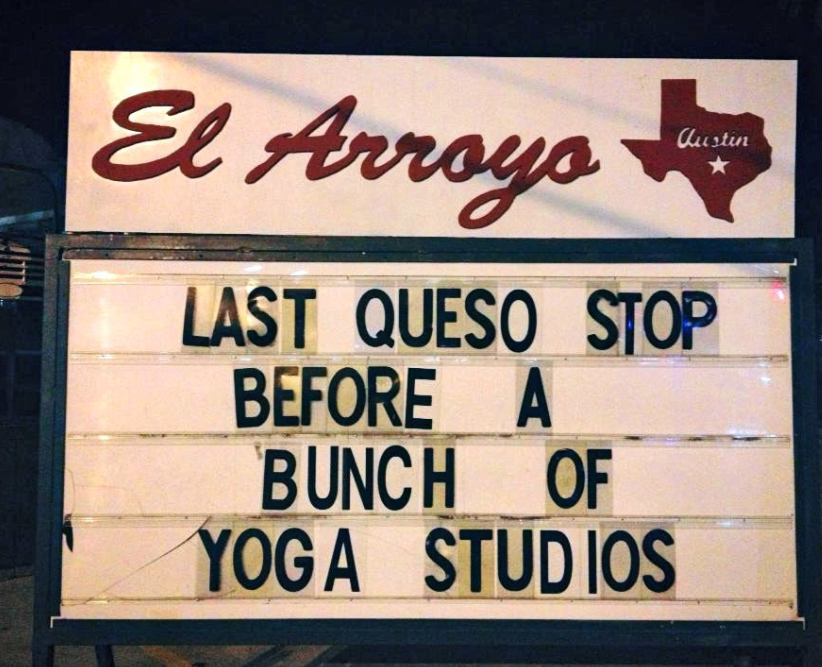 El Arroyo
Austin
LAST QUESO STOP
BEFORE A
BUNCH OF
YOGA STUDIOS